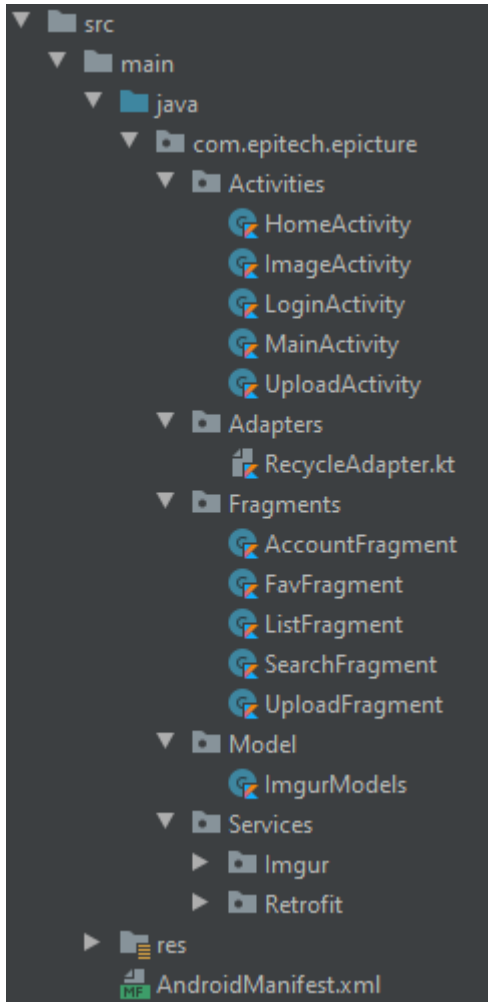 src
main
java
com.epitech.epicture
Activities
HomeActivity
ImageActivity
LoginActivity
MainActivity
UploadActivity
Adapters
RecycleAdapter.kt
Fragments
AccountFragment
FavFragment
ListFragment
SearchFragment
UploadFragment
Model
ImgurModels
Services
Imgur
Retrofit
res
MF AndroidManifest.xml